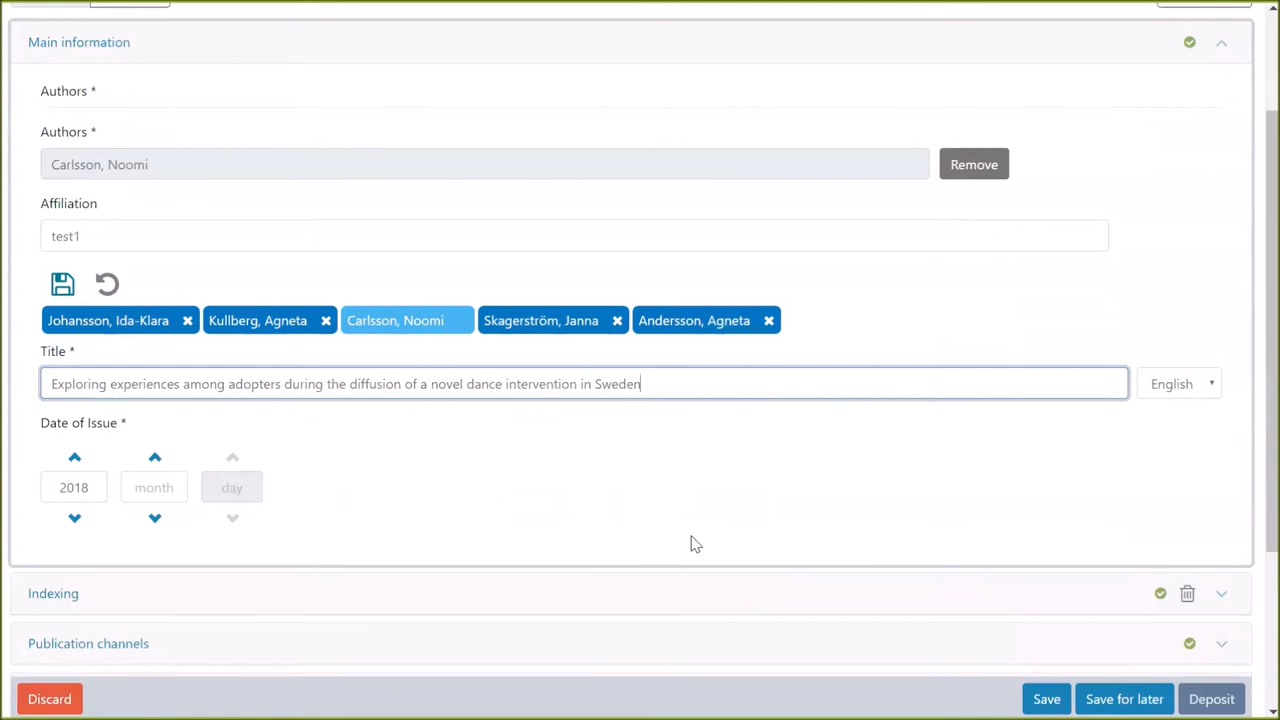 Main information
Authors *
Authors *
Carlsson, Noomi
Remove
Affiliation
test1
Johansson, Ida-Klara
Kullberg, Agneta
Carlsson, Noomi
Skagerström, Janna
Andersson, Agneta
Title *
Exploring experiences among adopters during the diffusion of a novel dance intervention in Sweden
English
Date of Issue *
2018
month
day
Indexing
Publication channels
Discard
Save
Save for later
Deposit